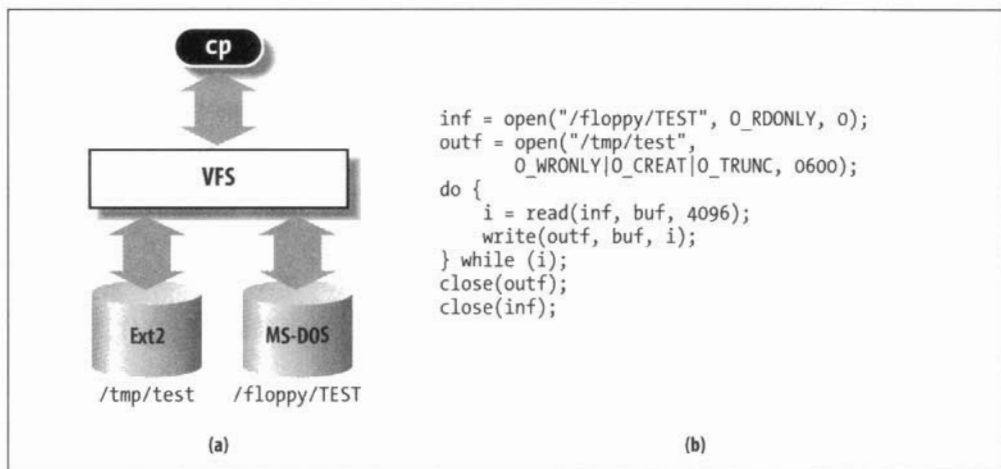 cp
VFS
Ext2
MS-DOS
/tmp/test
/floppy/TEST
(a)
inf = open("/floppy/TEST", O_RDONLY, 0);
outf = open("/tmp/test",
O_WRONLY|O_CREAT|O_TRUNC, 0600);
do {
i = read(inf, buf, 4096);
write(outf, buf, i);
} while (i);
close(outf);
close(inf);
(b)